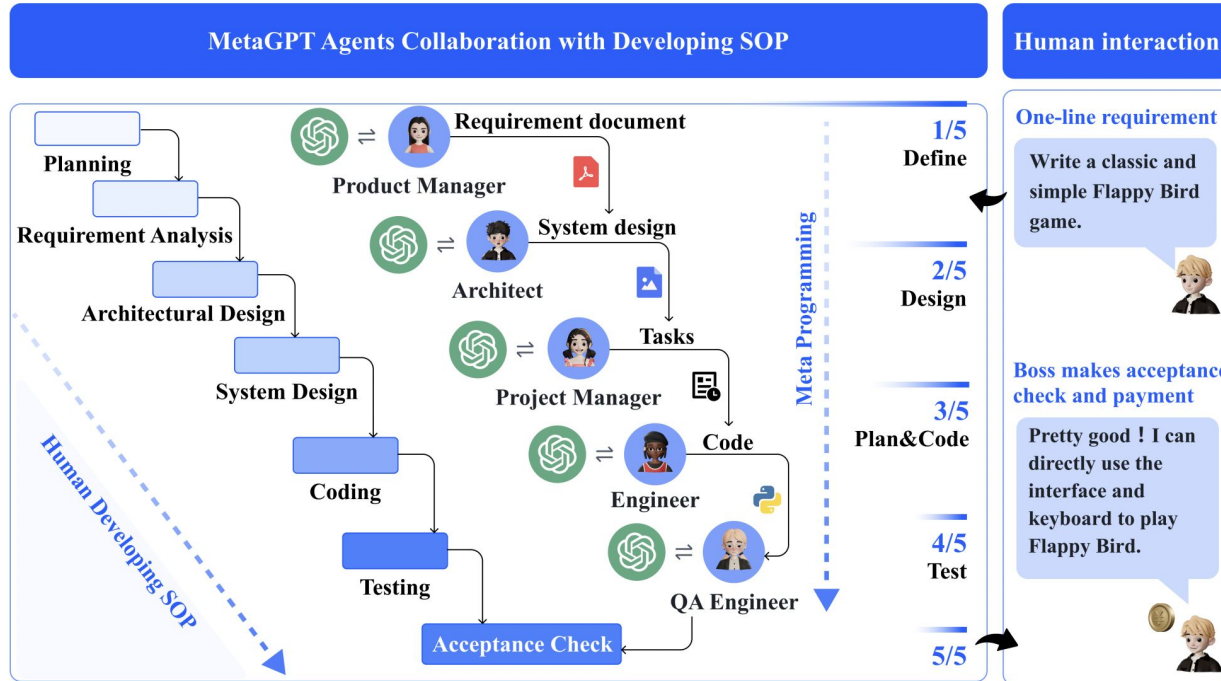 MetaGPT Agents Collaboration with Developing SOP
Human interaction
Planning
Requirement Analysis
Architectural Design
System Design
Coding
Testing
Acceptance Check
Human Developing SOP
Requirement document
Product Manager
System design
Architect
Tasks
Project Manager
Code
Engineer
QA Engineer
Meta Programming
1/5
Define
2/5
Design
3/5
Plan&Code
4/5
Test
5/5
One-line requirement
Write a classic and
simple Flappy Bird
game.
Boss makes acceptance
check and payment
Pretty good ! I can
directly use the
interface and
keyboard to play
Flappy Bird.